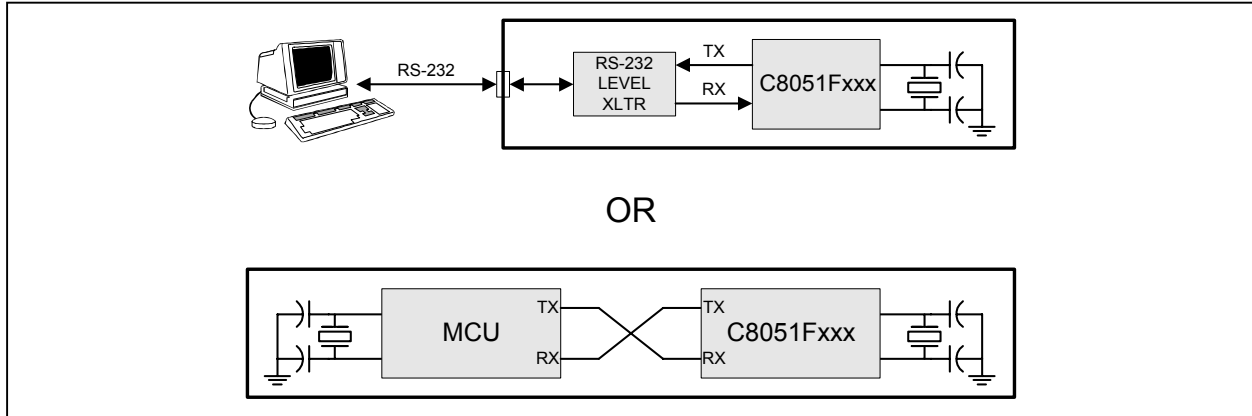 RS-232
RS-232
LEVEL
XLTR
TX
RX
C8051Fxxx
OR
MCU
TX
RX
TX
RX
C8051Fxxx